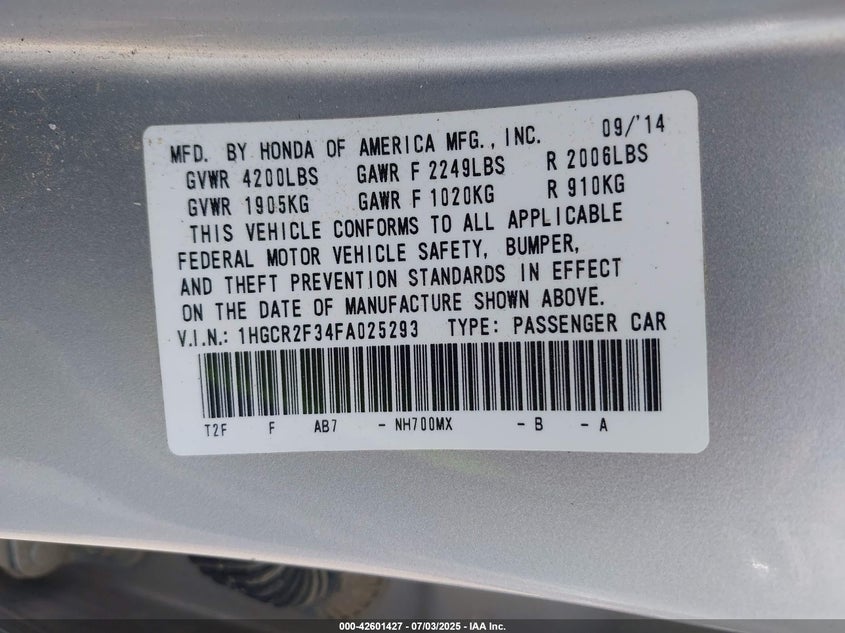 MFD. BY HONDA OF AMERICA MFG., INC. 09/'14
GVWR 4200LBS GAWR F 2249LBS R 2006LBS
GVWR 1905KG GAWR F 1020KG R 910KG
THIS VEHICLE CONFORMS TO ALL APPLICABLE
FEDERAL MOTOR VEHICLE SAFETY, BUMPER,
AND THEFT PREVENTION STANDARDS IN EFFECT
ON THE DATE OF MANUFACTURE SHOWN ABOVE.
V.I.N.: 1HGCR2F34FA025293 TYPE: PASSENGER CAR
T2F F AB7 - NH700MX - B - A
000-42601427 - 07/03/2025 - IAA Inc.